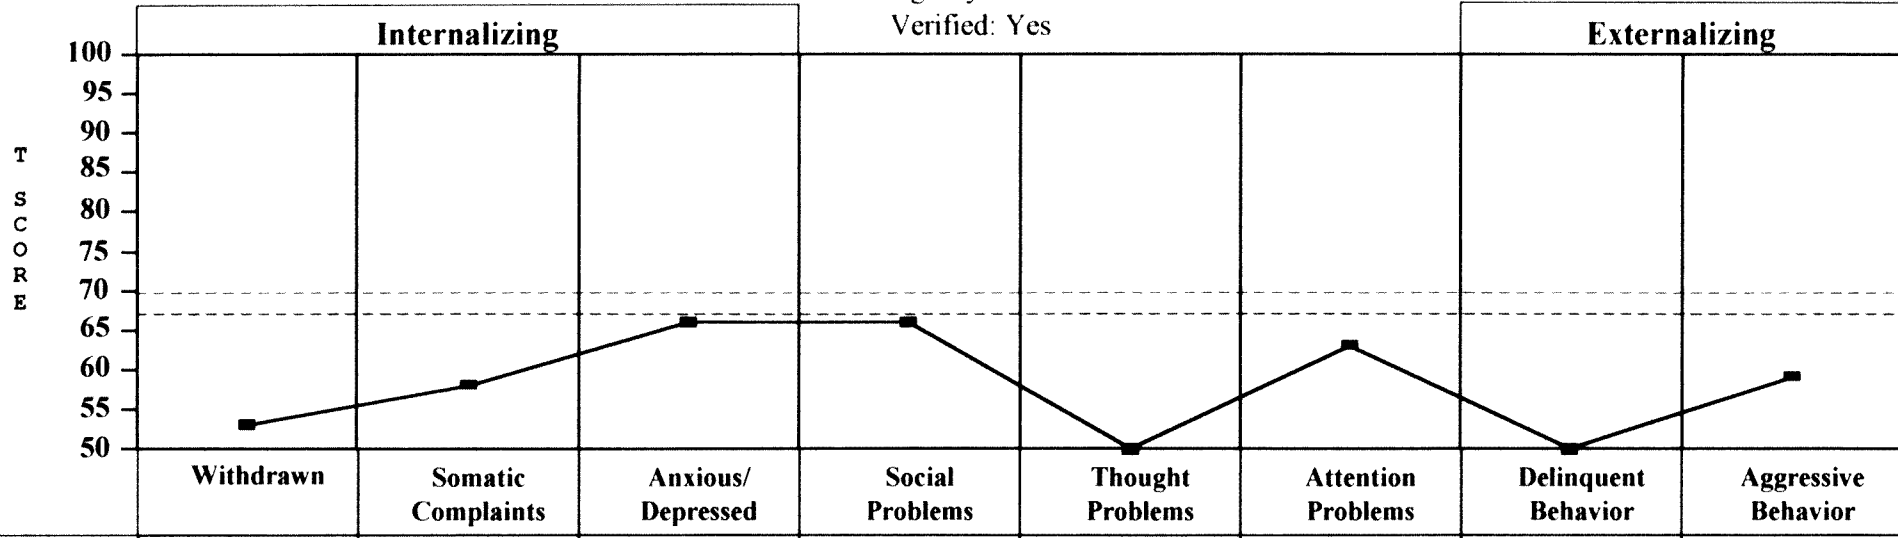 Verified: Yes
Internalizing
Externalizing
100
95
90
85
80
75
70
65
60
55
50
T SCORE
Withdrawn
Somatic
Complaints
Anxious/
Depressed
Social
Problems
Thought
Problems
Attention
Problems
Delinquent
Behavior
Aggressive
Behavior